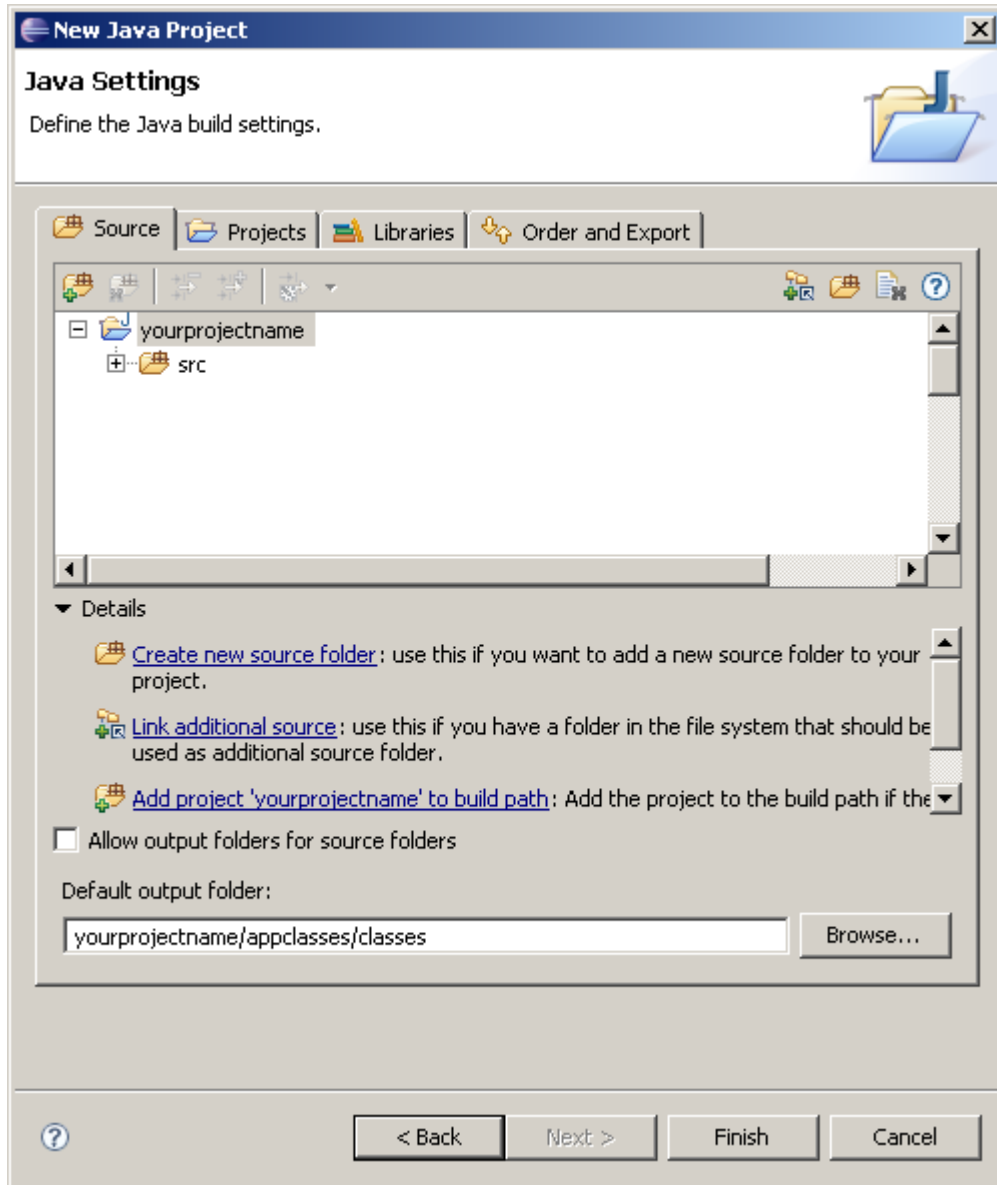 New Java Project
Java Settings
Define the Java build settings.
Source Projects Libraries Order and Export
yourprojectname
src
Details
Create new source folder: use this if you want to add a new source folder to your
project.
Link additional source: use this if you have a folder in the file system that should be
used as additional source folder.
Add project 'yourprojectname' to build path: Add the project to the build path if the
Allow output folders for source folders
Default output folder:
yourprojectname/appclasses/classes Browse...
< Back Next > Finish Cancel